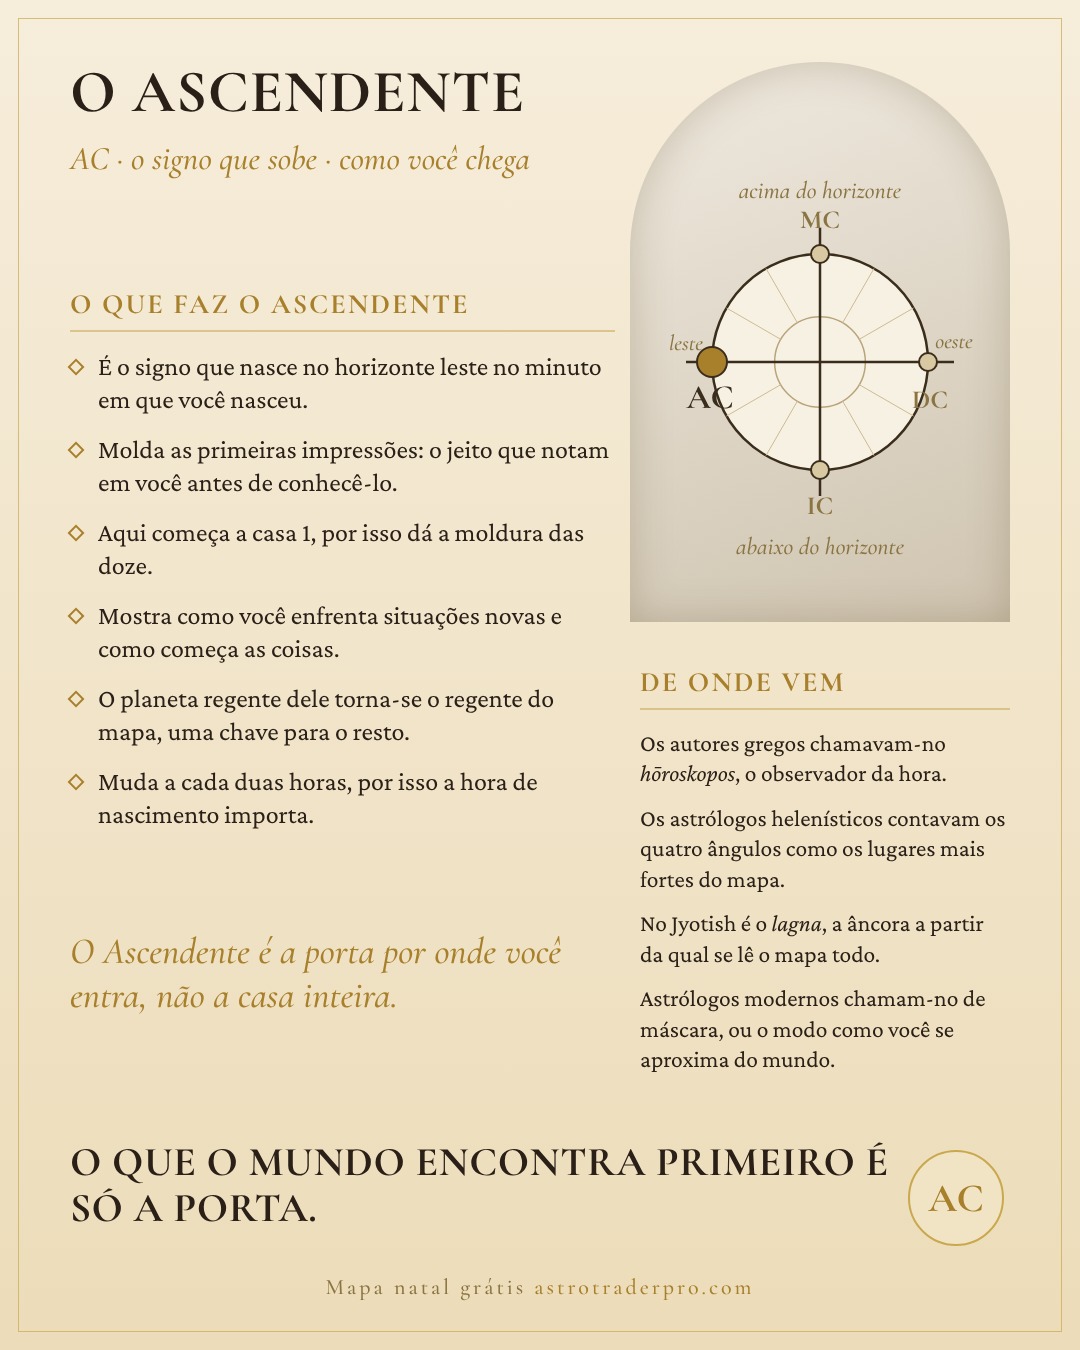 O ASCENDENTE
AC · o signo que sobe · como você chega
O QUE FAZ O ASCENDENTE
É o signo que nasce no horizonte leste no minuto
em que você nasceu.
Molda as primeiras impressões: o jeito que notam
em você antes de conhecê-lo.
Aqui começa a casa 1, por isso dá a moldura das
doze.
Mostra como você enfrenta situações novas e
como começa as coisas.
O planeta regente dele torna-se o regente do
mapa, uma chave para o resto.
Muda a cada duas horas, por isso a hora de
nascimento importa.
O Ascendente é a porta por onde você
entra, não a casa inteira.
acima do horizonte
MC
leste
oeste
AC
DC
IC
abaixo do horizonte
DE ONDE VEM
Os autores gregos chamavam-no
hōroskopos, o observador da hora.
Os astrólogos helenísticos contavam os
quatro ângulos como os lugares mais
fortes do mapa.
No Jyotish é o lagna, a âncora a partir
da qual se lê o mapa todo.
Astrólogos modernos chamam-no de
máscara, ou o modo como você se
aproxima do mundo.
O QUE O MUNDO ENCONTRA PRIMEIRO É
SÓ A PORTA.
AC
Mapa natal grátis astrotraderpro.com